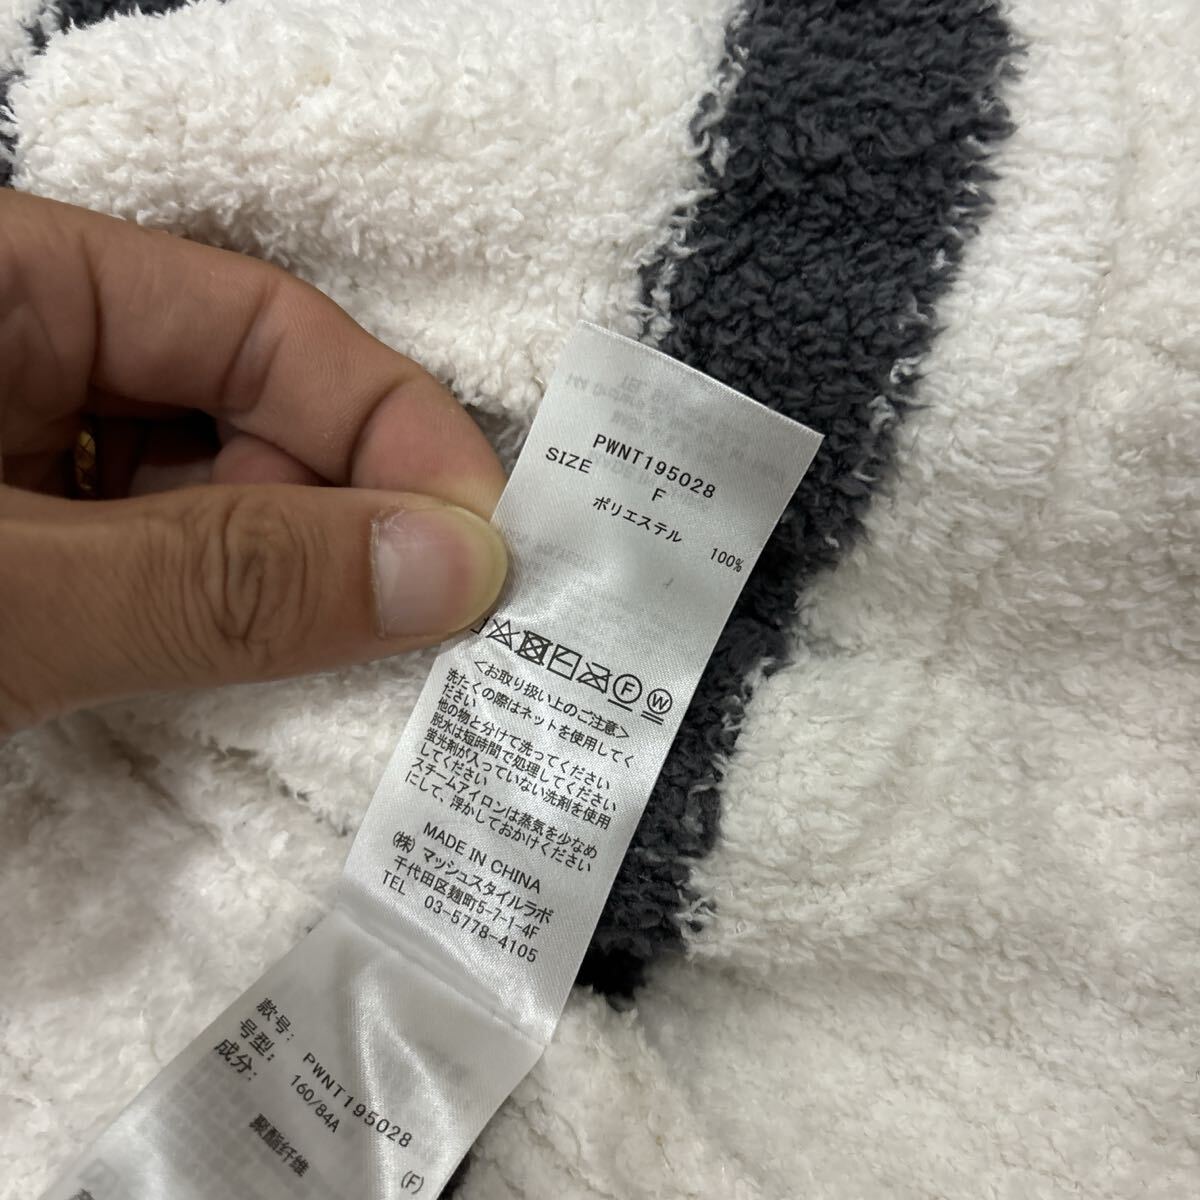 PWNT195028
SIZE F
ポリエステル 100%
F W
<お取り扱い上のご注意>
洗たくの際はネットを使用してく
ださい
他の物と分けて洗ってください
脱水は短時間で処理してください
蛍光剤が入っていない洗剤を使用
してください
スチームアイロンは蒸気を少なめ
にして、浮かしておかけください
MADE IN CHINA
(株) マッシュスタイルラボ
千代田区麹町5-7-1-4F
TEL 03-5778-4105
款号: PWNT195028
号型: 160/84A (F)
成分: 聚酯纤维